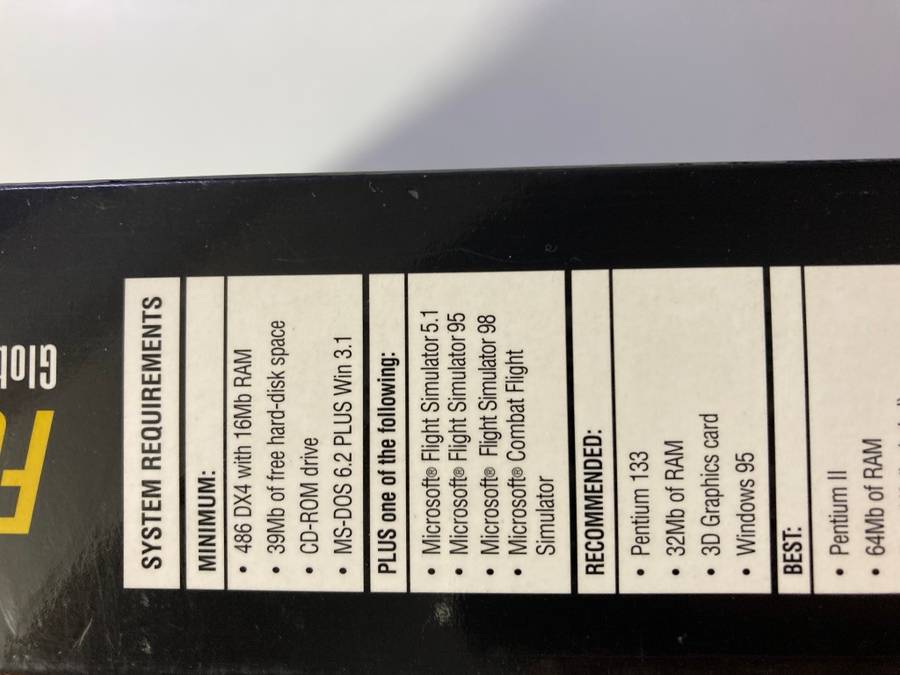 SYSTEM REQUIREMENTS
MINIMUM:
• 486 DX4 with 16Mb RAM
• 39Mb of free hard-disk space
• CD-ROM drive
• MS-DOS 6.2 PLUS Win 3.1
PLUS one of the following:
• Microsoft® Flight Simulator 5.1
• Microsoft® Flight Simulator 95
• Microsoft® Flight Simulator 98
• Microsoft® Combat Flight
Simulator
RECOMMENDED:
• Pentium 133
• 32Mb of RAM
• 3D Graphics card
• Windows 95
BEST:
• Pentium II
• 64Mb of RAM